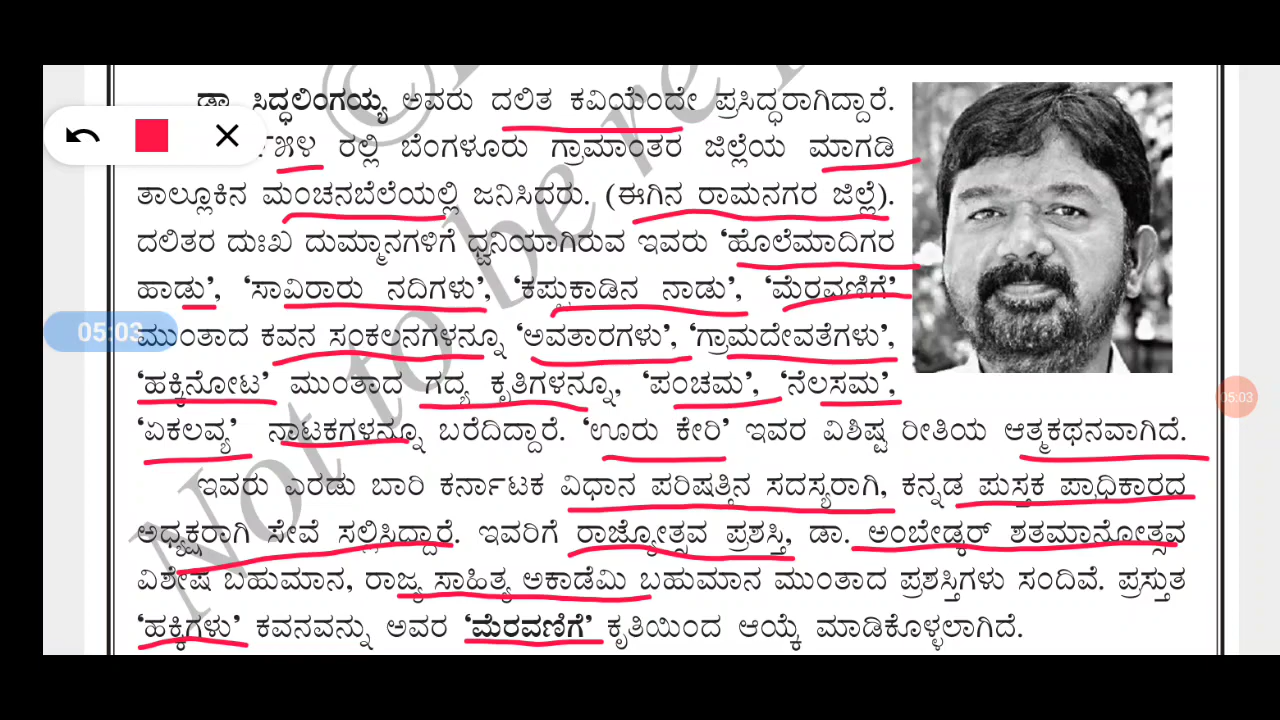 ಡಾ. ಸಿದ್ಧಲಿಂಗಯ್ಯ ಅವರು ದಲಿತ ಕವಿಯೆಂದೇ ಪ್ರಸಿದ್ಧರಾಗಿದ್ದಾರೆ.
೫೪ ರಲ್ಲಿ ಬೆಂಗಳೂರು ಗ್ರಾಮಾಂತರ ಜಿಲ್ಲೆಯ ಮಾಗಡಿ
ತಾಲ್ಲೂಕಿನ ಮಂಚನಬೆಲೆಯಲ್ಲಿ ಜನಿಸಿದರು. (ಈಗಿನ ರಾಮನಗರ ಜಿಲ್ಲೆ).
ದಲಿತರ ದುಃಖ ದುಮ್ಮಾನಗಳಿಗೆ ಧ್ವನಿಯಾಗಿರುವ ಇವರು ‘ಹೊಲೆಮಾದಿಗರ
ಹಾಡು’, ‘ಸಾವಿರಾರು ನದಿಗಳು’, ‘ಕಪ್ಪುಕಾಡಿನ ನಾಡು’, ‘ಮೆರವಣಿಗೆ’
05:03 ಮುಂತಾದ ಕವನ ಸಂಕಲನಗಳನ್ನೂ ‘ಅವತಾರಗಳು’, ‘ಗ್ರಾಮದೇವತೆಗಳು’,
‘ಹಕ್ಕಿನೋಟ’ ಮುಂತಾದ ಗದ್ಯ ಕೃತಿಗಳನ್ನೂ, ‘ಪಂಚಮ’, ‘ನೆಲಸಮ’,
05:03
‘ಏಕಲವ್ಯ’ ನಾಟಕಗಳನ್ನೂ ಬರೆದಿದ್ದಾರೆ. ‘ಊರು ಕೇರಿ’ ಇವರ ವಿಶಿಷ್ಟ ರೀತಿಯ ಆತ್ಮಕಥನವಾಗಿದೆ.
ಇವರು ಎರಡು ಬಾರಿ ಕರ್ನಾಟಕ ವಿಧಾನ ಪರಿಷತ್ತಿನ ಸದಸ್ಯರಾಗಿ, ಕನ್ನಡ ಪುಸ್ತಕ ಪ್ರಾಧಿಕಾರದ
ಅಧ್ಯಕ್ಷರಾಗಿ ಸೇವೆ ಸಲ್ಲಿಸಿದ್ದಾರೆ. ಇವರಿಗೆ ರಾಜ್ಯೋತ್ಸವ ಪ್ರಶಸ್ತಿ, ಡಾ. ಅಂಬೇಡ್ಕರ್ ಶತಮಾನೋತ್ಸವ
ವಿಶೇಷ ಬಹುಮಾನ, ರಾಜ್ಯ ಸಾಹಿತ್ಯ ಅಕಾಡೆಮಿ ಬಹುಮಾನ ಮುಂತಾದ ಪ್ರಶಸ್ತಿಗಳು ಸಂದಿವೆ. ಪ್ರಸ್ತುತ
‘ಹಕ್ಕಿಗಳು’ ಕವನವನ್ನು ಅವರ ‘ಮೆರವಣಿಗೆ’ ಕೃತಿಯಿಂದ ಆಯ್ಕೆ ಮಾಡಿಕೊಳ್ಳಲಾಗಿದೆ.
Not to be re